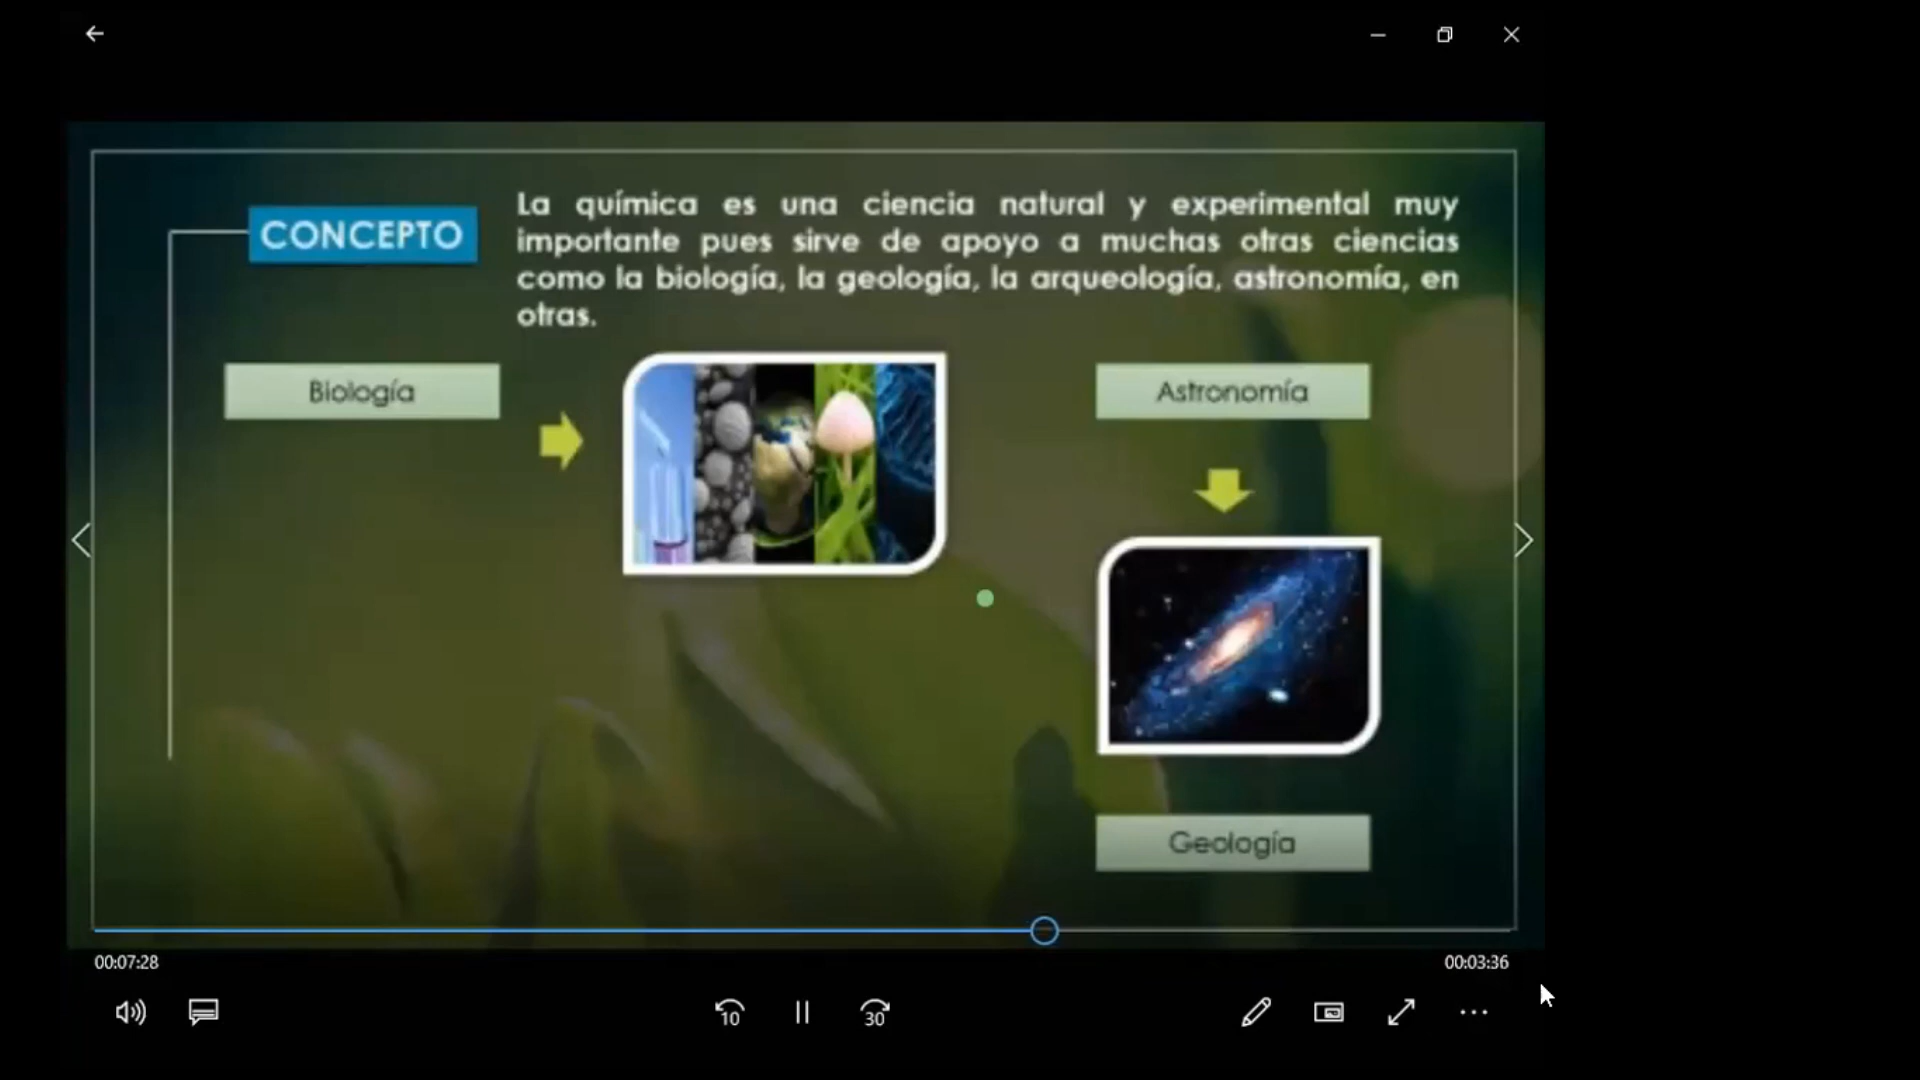 CONCEPTO
La química es una ciencia natural y experimental muy
importante pues sirve de apoyo a muchas otras ciencias
como la biología, la geología, la arqueología, astronomía, en
otras.
Biología
Astronomía
Geología
00:07:28
00:03:36
10
30